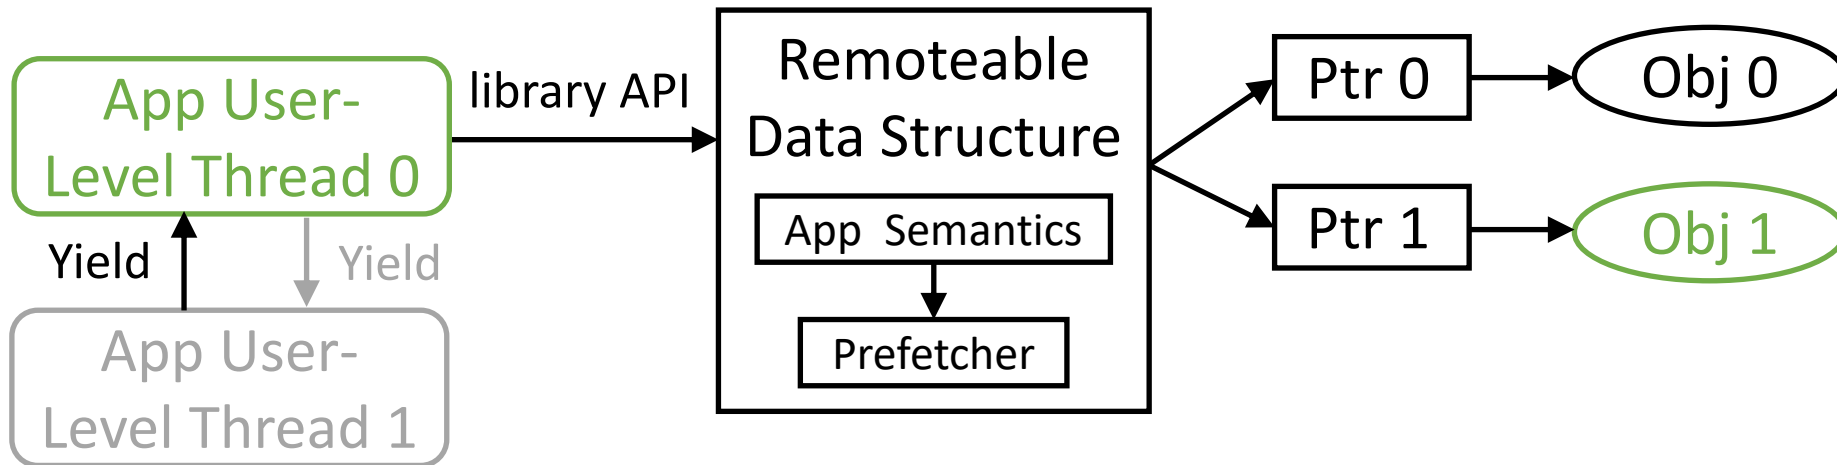 App User-
Level Thread 0
Yield
Yield
App User-
Level Thread 1
library API
Remoteable
Data Structure
App Semantics
Prefetcher
Ptr 0
Obj 0
Ptr 1
Obj 1